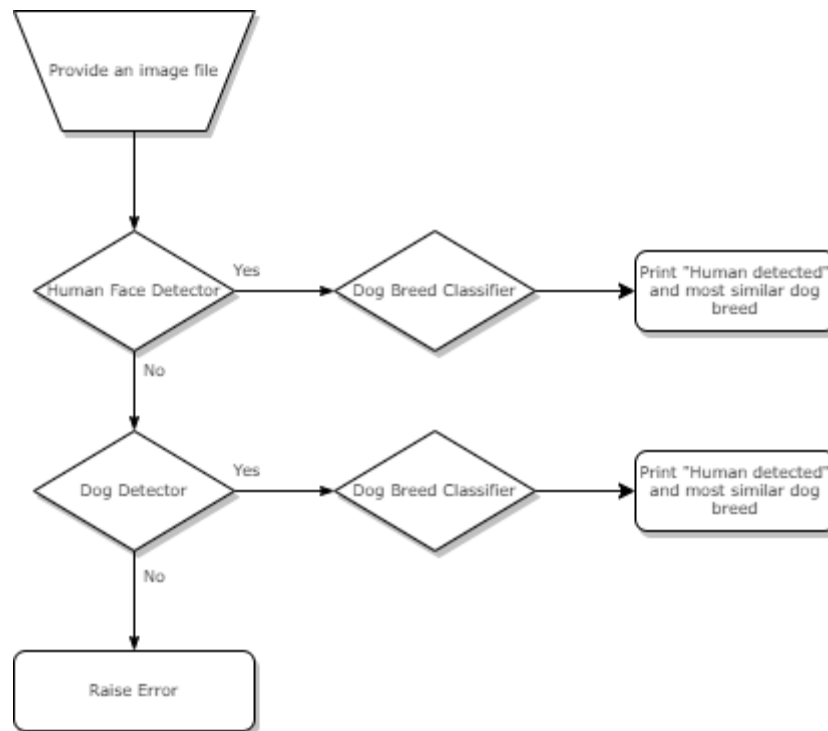 Provide an image file
Yes
Human Face Detector
Dog Breed Classifier
Print "Human detected"
and most similar dog
breed
No
Yes
Dog Detector
Dog Breed Classifier
Print "Human detected"
and most similar dog
breed
No
Raise Error